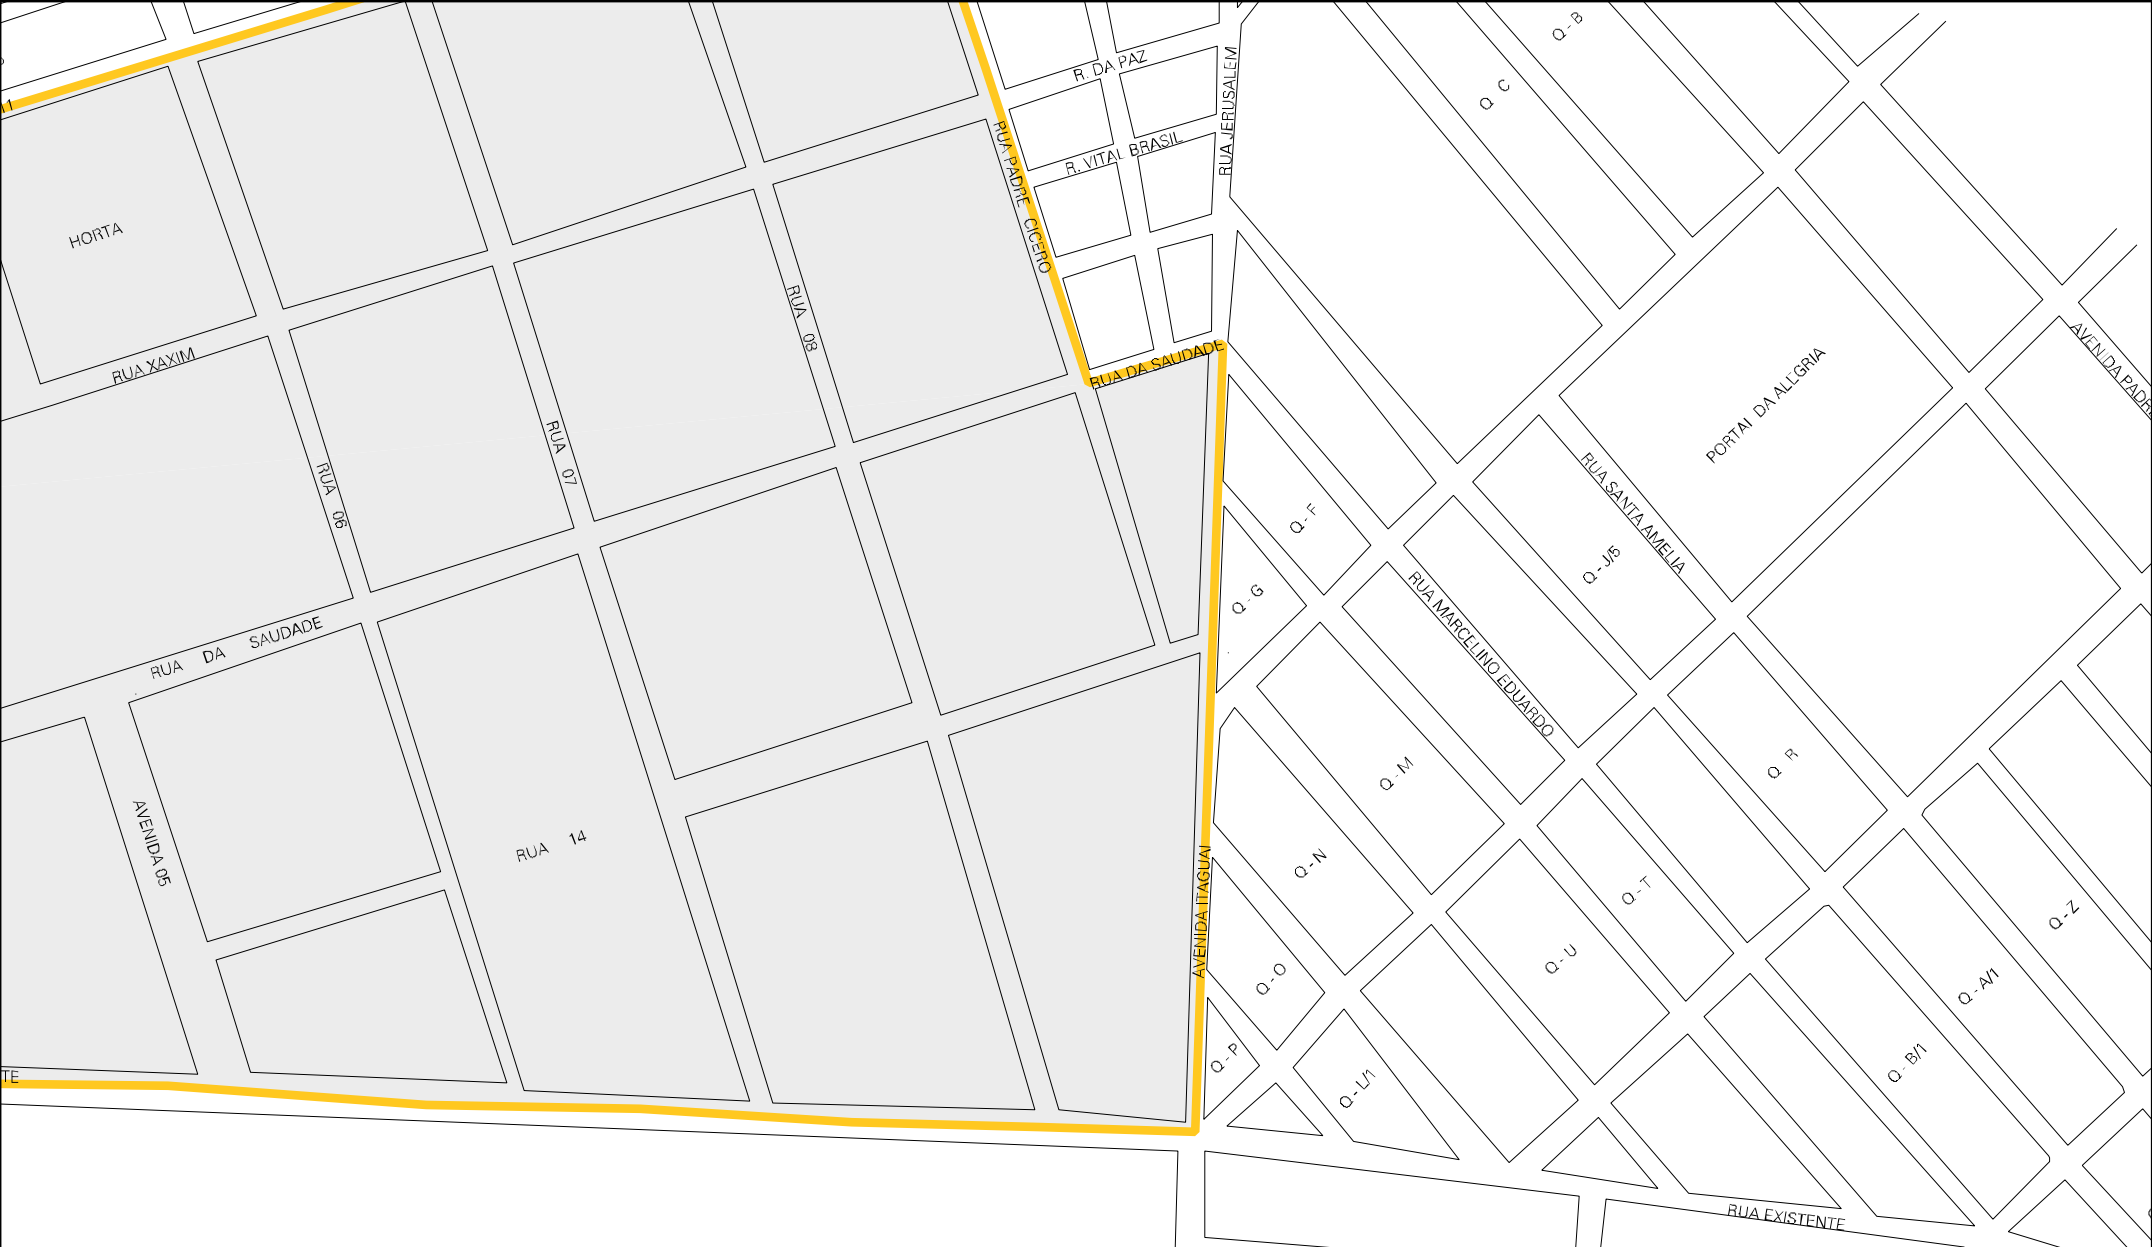 Q - B
R. DA PAZ
Q C
11
RUA JERUSALEM
R. VITAL BRASIL
RUA PADRE CICERO
HORTA
RUA 08
RUA XAXIM
RUA DA SAUDADE
AVENIDA PADRE
PORTAL DA ALEGRIA
RUA 07
RUA 06
RUA SANTA AMELIA
Q - F
Q - J/5
Q - G
RUA MARCELINO EDUARDO
RUA DA SAUDADE
Q - M
Q R
AVENIDA 05
RUA 14
Q - N
Q - T
AVENIDA ITAGUAI
Q - Z
Q - U
Q - O
Q - A/1
Q - P
Q - L/1
Q - B/1
TE
RUA EXISTENTE